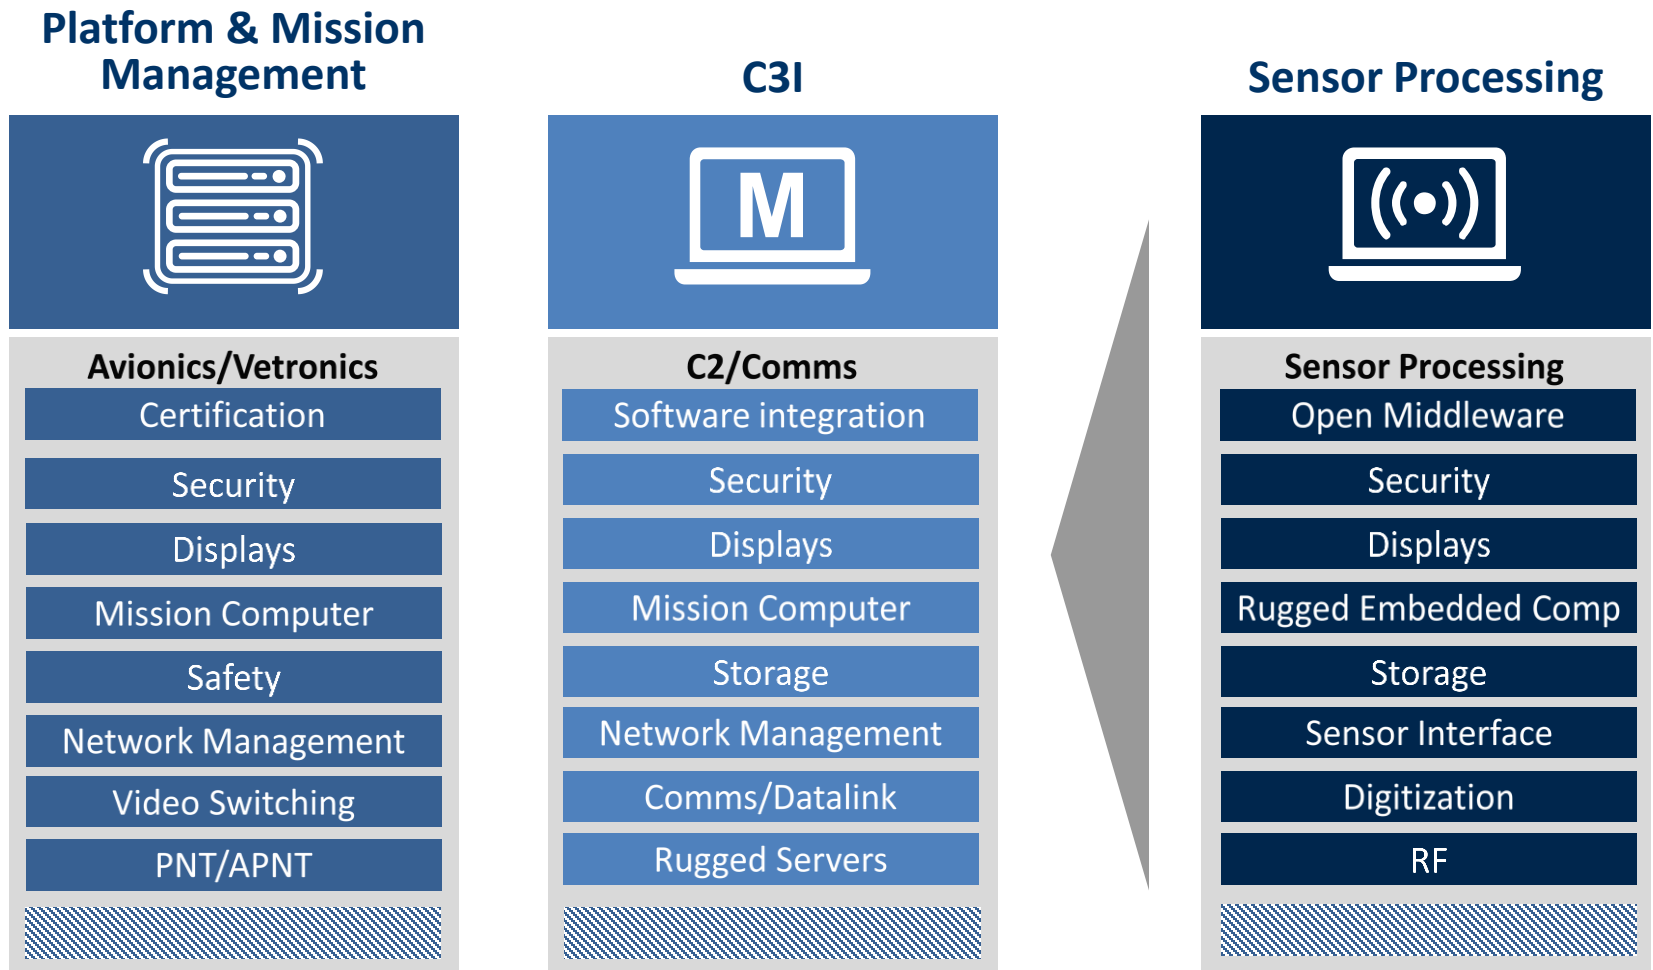 Platform & Mission
Management
Avionics/Vetronics
Certification
Security
Displays
Mission Computer
Safety
Network Management
Video Switching
PNT/APNT
C3I
M
C2/Comms
Software integration
Security
Displays
Mission Computer
Storage
Network Management
Comms/Datalink
Rugged Servers
Sensor Processing
Sensor Processing
Open Middleware
Security
Displays
Rugged Embedded Comp
Storage
Sensor Interface
Digitization
RF